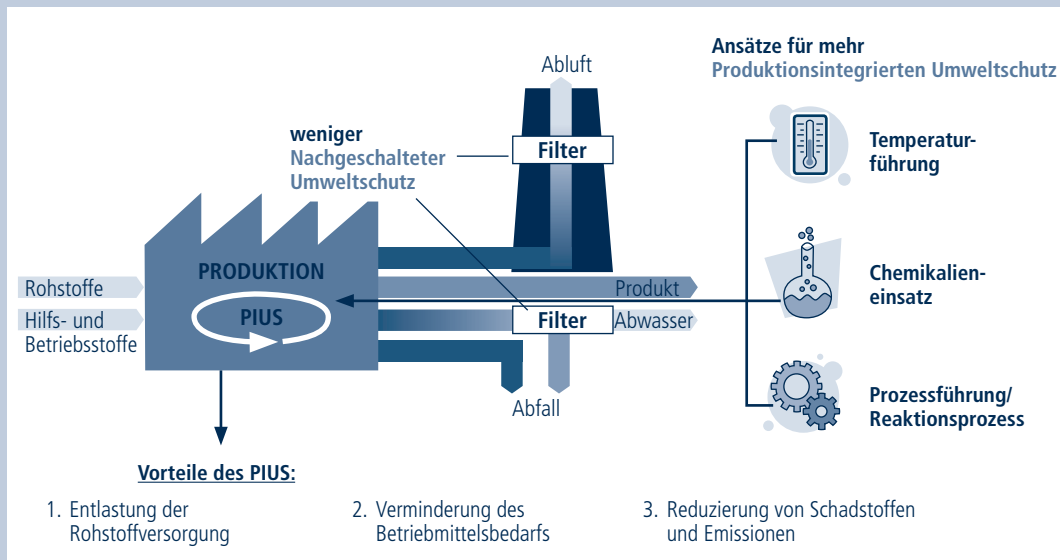 Ansätze für mehr
Produktionsintegrierten Umweltschutz
Abluft
weniger
Nachgeschalteter
Umweltschutz
Filter
Temperatur-
führung
PRODUKTION
PIUS
Rohstoffe
Hilfs- und
Betriebsstoffe
Produkt
Filter
Abwasser
Abfall
Chemikalien-
einsatz
Prozessführung/
Reaktionsprozess
Vorteile des PIUS:
1. Entlastung der
Rohstoffversorgung
2. Verminderung des
Betriebmittelsbedarfs
3. Reduzierung von Schadstoffen
und Emissionen